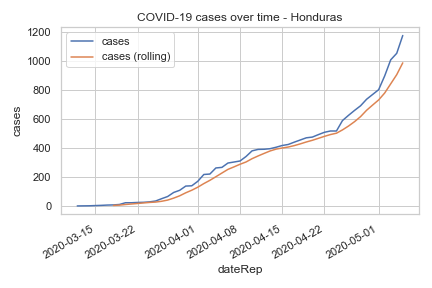 COVID-19 cases over time - Honduras
cases
cases (rolling)
1200
1000
800
600
400
200
0
cases
2020-03-15
2020-03-22
2020-04-01
2020-04-08
2020-04-15
2020-04-22
2020-05-01
dateRep